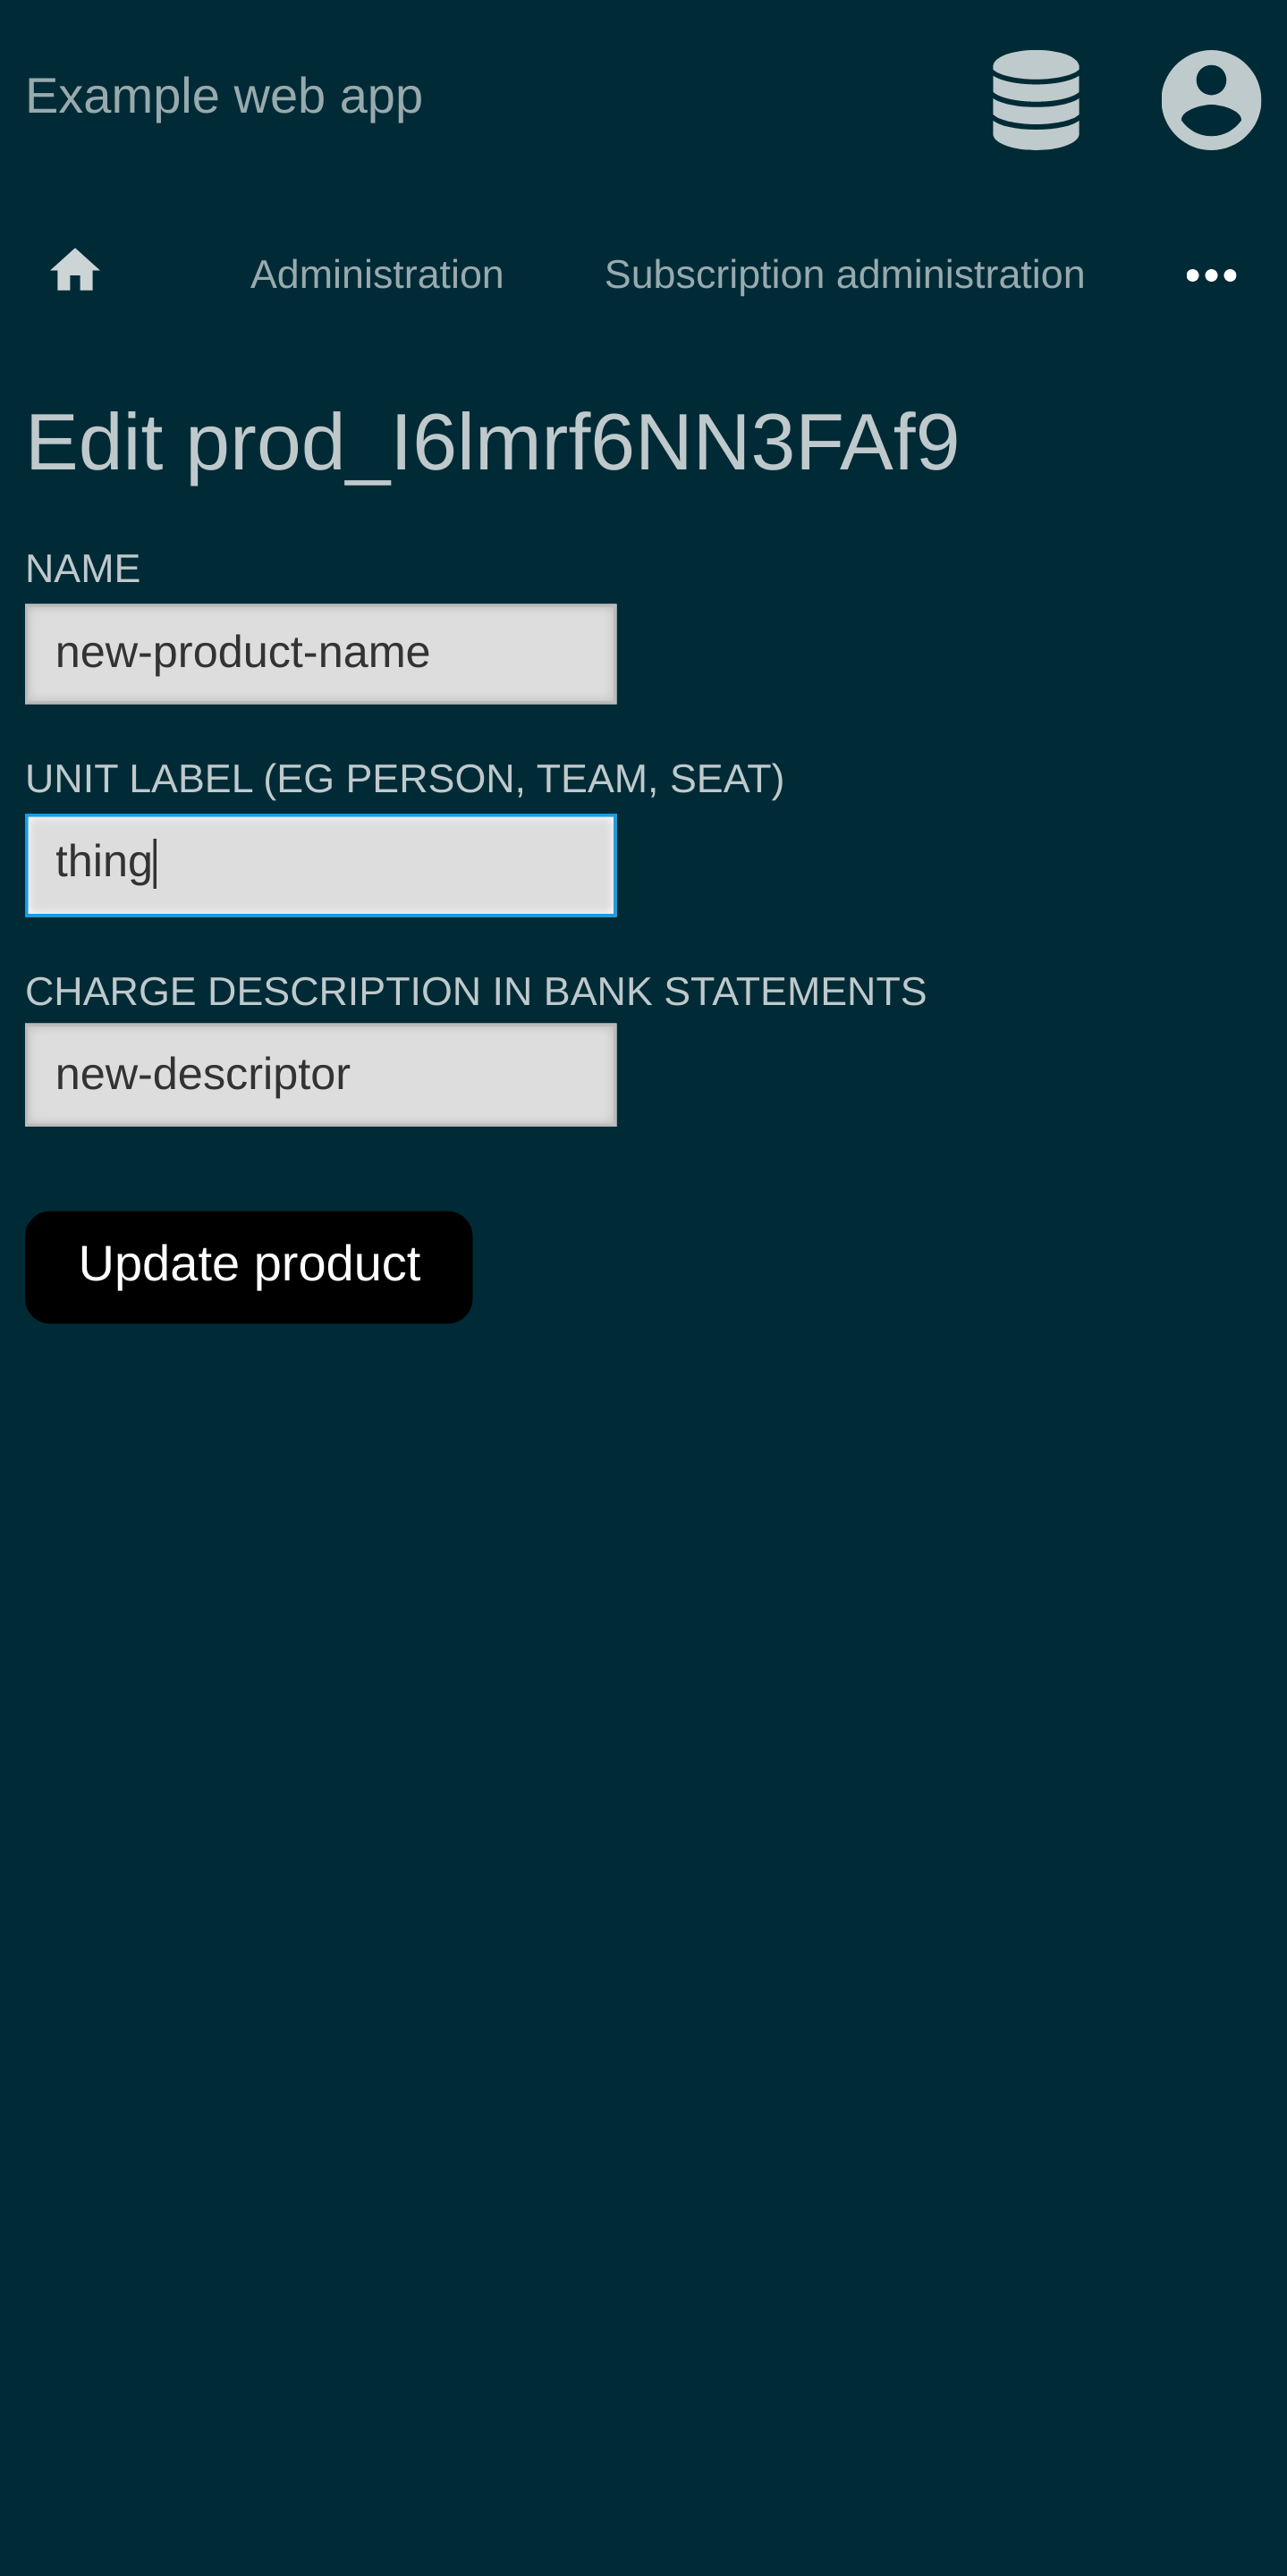 Example web app
Administration Subscription administration
Edit prod_I6lmrf6NN3FAf9
NAME
new-product-name
UNIT LABEL (EG PERSON, TEAM, SEAT)
thing
CHARGE DESCRIPTION IN BANK STATEMENTS
new-descriptor
Update product